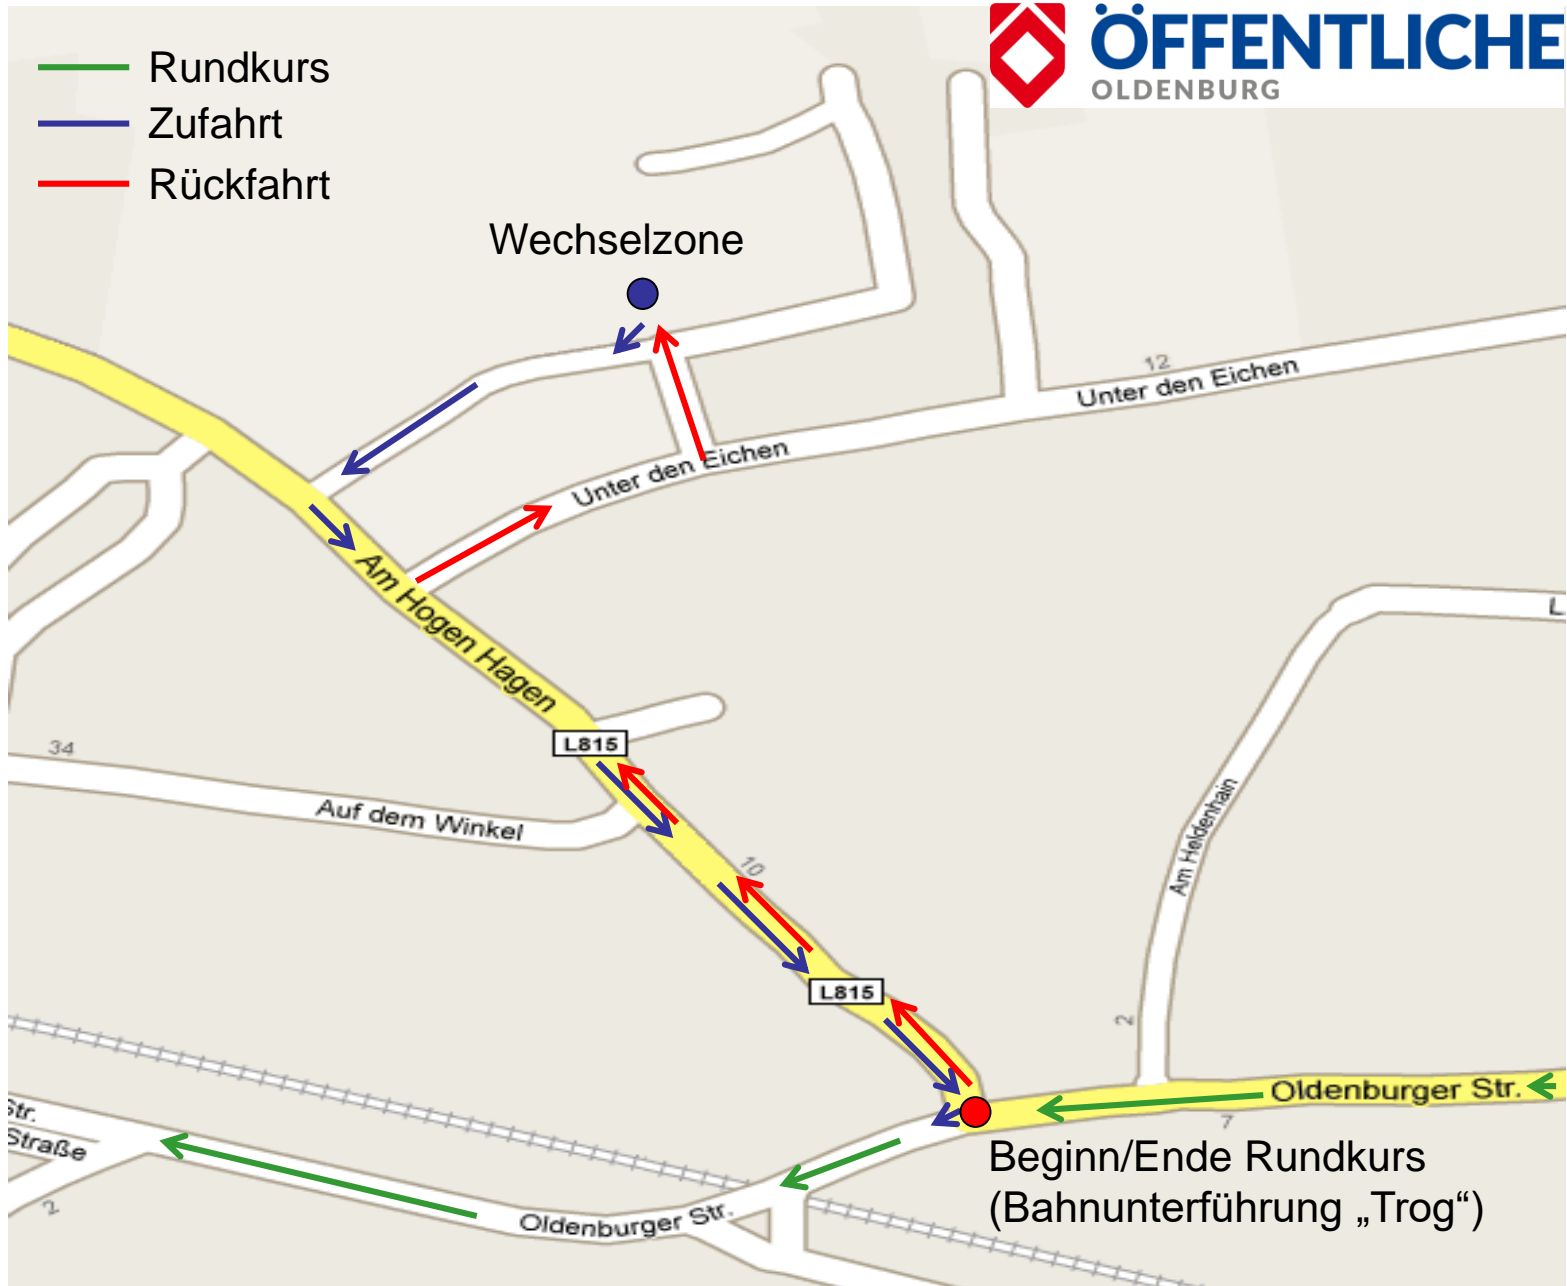 ÖFFENTLICHE
OLDENBURG
Rundkurs
Zufahrt
Rückfahrt
Wechselzone
12
Unter den Eichen
Unter den Eichen
Am Hogen Hagen
L.
L815
34
Auf dem Winkel
Am Heldenhain
10
L815
2
Oldenburger Str.
7
Str.
Straße
2
Oldenburger Str.
Beginn/Ende Rundkurs
(Bahnunterführung „Trog“)